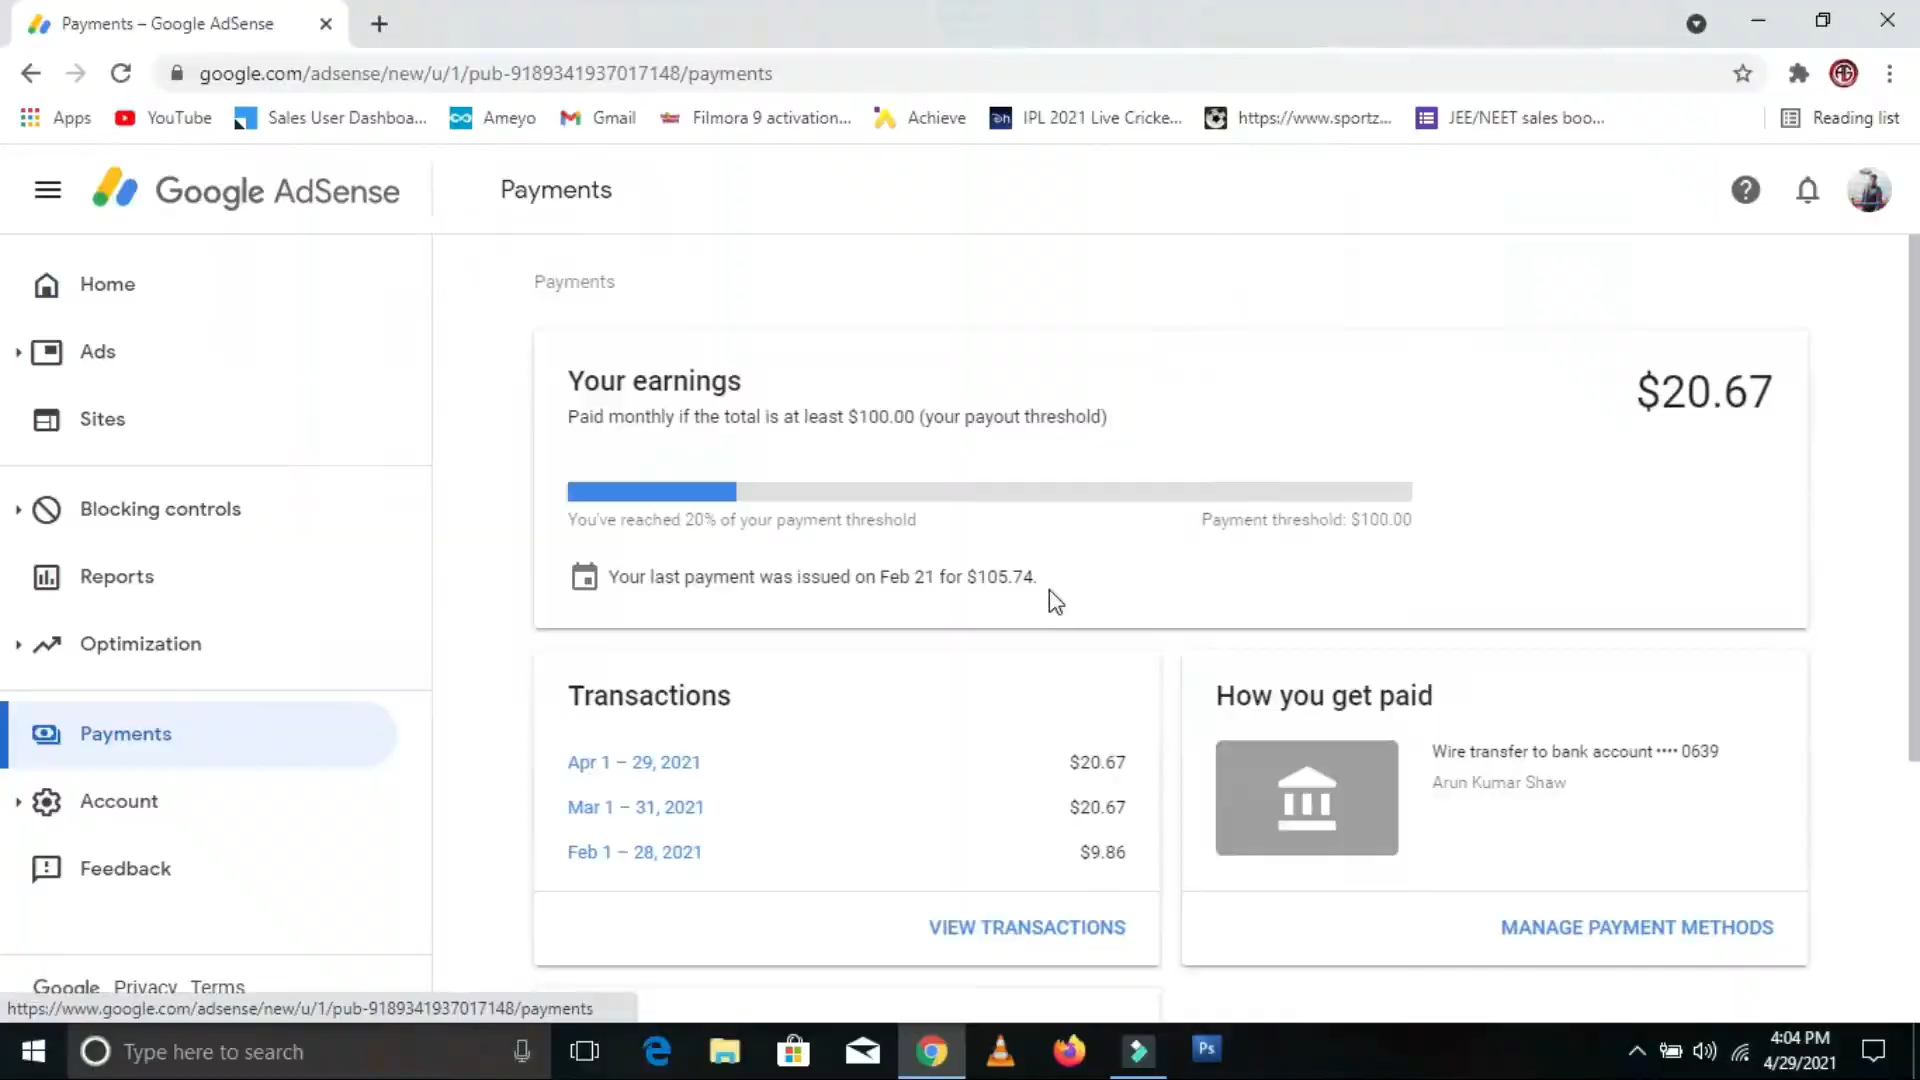 Payments – Google AdSense
google.com/adsense/new/u/1/pub-9189341937017148/payments
Apps YouTube Sales User Dashboa... Ameyo Gmail Filmora 9 activation... Achieve IPL 2021 Live Cricke... https://www.sportz... JEE/NEET sales boo... Reading list
Google AdSense
Payments
Home
Ads
Sites
Blocking controls
Reports
Optimization
Payments
Account
Feedback
Google Privacy Terms
https://www.google.com/adsense/new/u/1/pub-9189341937017148/payments
Payments
Your earnings
$20.67
Paid monthly if the total is at least $100.00 (your payout threshold)
You've reached 20% of your payment threshold
Payment threshold: $100.00
Your last payment was issued on Feb 21 for $105.74.
Transactions
Apr 1 – 29, 2021 $20.67
Mar 1 – 31, 2021 $20.67
Feb 1 – 28, 2021 $9.86
VIEW TRANSACTIONS
How you get paid
Wire transfer to bank account •••• 0639
Arun Kumar Shaw
MANAGE PAYMENT METHODS
Type here to search
Ps
4:04 PM
4/29/2021